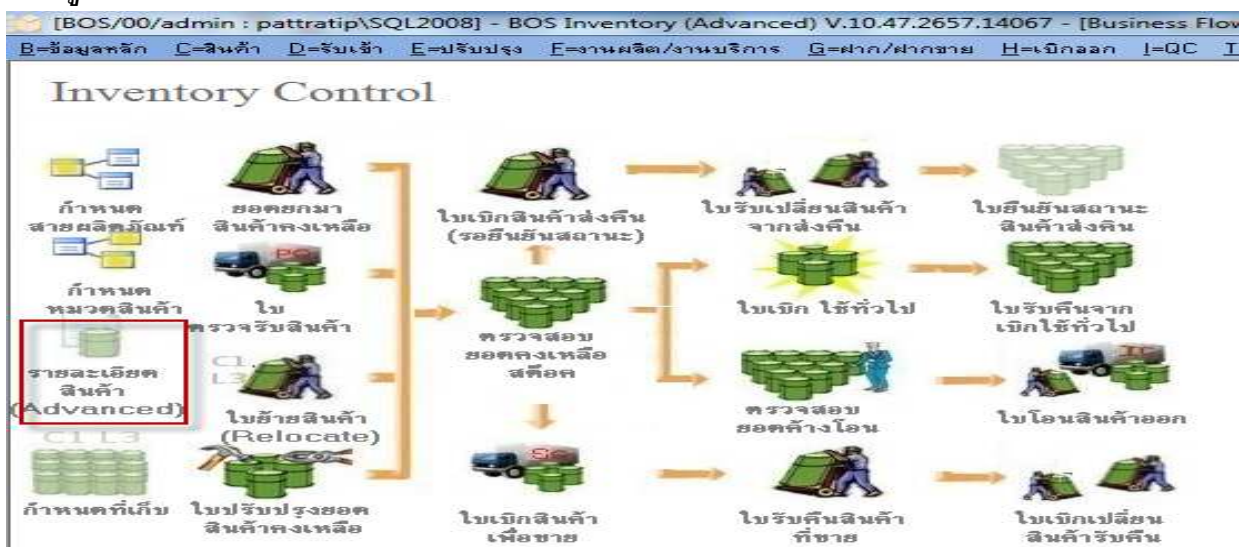 [BOS/00/admin : pattratip\SQL2008] - BOS Inventory (Advanced) V.10.47.2657.14067 - [Business Flow
B=ข้อมูลหลัก C=สินค้า D=รับเข้า E=ปรับปรุง F=งานผลิต/งานบริการ G=ฝาก/ฝากขาย H=เบิกออก I=QC T
Inventory Control
กำหนด
สายผลิตภัณฑ์
ยอดยกมา
สินค้าคงเหลือ
ใบเบิกสินค้าส่งคืน
(รอยืนยันสถานะ)
ใบรับเปลี่ยนสินค้า
จากส่งคืน
ใบยืนยันสถานะ
สินค้าส่งคืน
กำหนด
หมวดสินค้า
PO
ใบ
ตรวจรับสินค้า
ตรวจสอบ
ยอดคงเหลือ
สต๊อค
ใบเบิก ใช้ทั่วไป
ใบรับคืนจาก
เบิกใช้ทั่วไป
รายละเอียด
สินค้า
(Advanced)
C1
L3
ใบย้ายสินค้า
(Relocate)
ตรวจสอบ
ยอดค้างโอน
ใบโอนสินค้าออก
C1 L3
กำหนดที่เก็บ
ใบปรับปรุงยอด
สินค้าคงเหลือ
ใบเบิกสินค้า
เพื่อขาย
ใบรับคืนสินค้า
ที่ขาย
ใบเบิกเปลี่ยน
สินค้ารับคืน